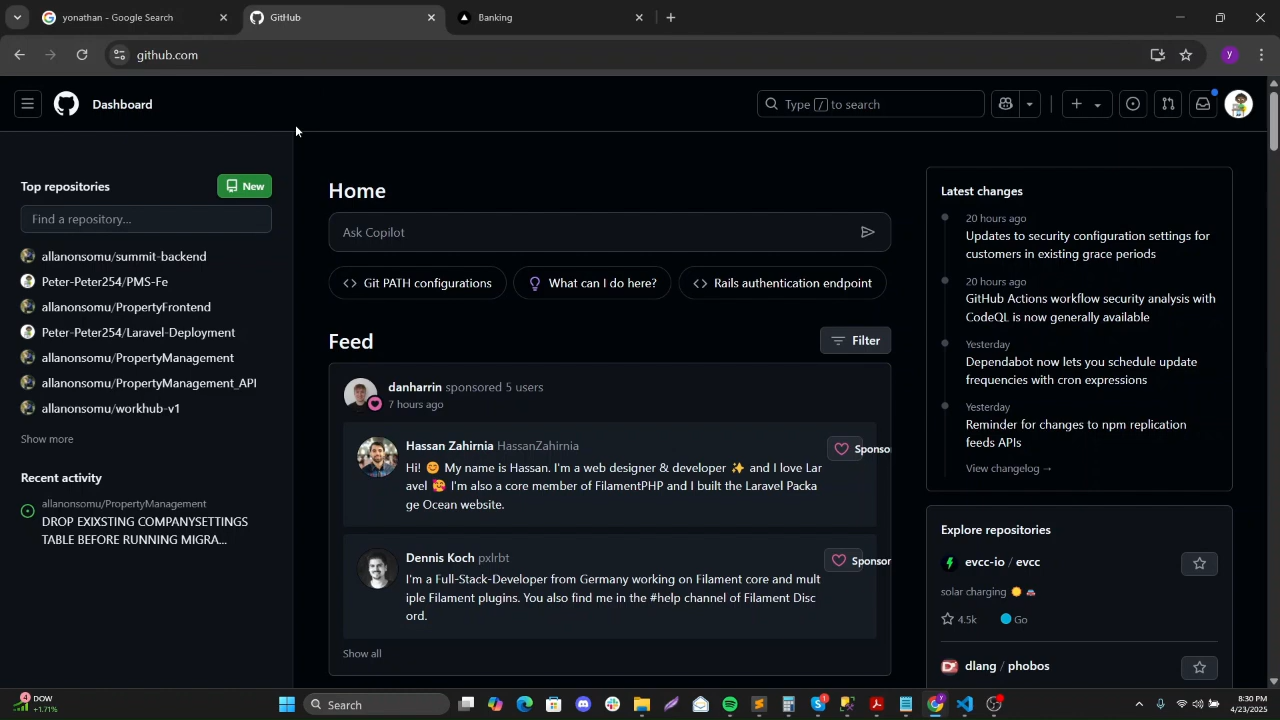 yonathan - Google Search
GitHub
Banking
github.com
y
Dashboard
Type / to search
Top repositories
New
Find a repository...
allanonsomu/summit-backend
Peter-Peter254/PMS-Fe
allanonsomu/PropertyFrontend
Peter-Peter254/Laravel-Deployment
allanonsomu/PropertyManagement
allanonsomu/PropertyManagement_API
allanonsomu/workhub-v1
Show more
Recent activity
allanonsomu/PropertyManagement
DROP EXIXSTING COMPANYSETTINGS
TABLE BEFORE RUNNING MIGRA...
Home
Ask Copilot
Git PATH configurations
What can I do here?
Rails authentication endpoint
Feed
Filter
danharrin sponsored 5 users
7 hours ago
Hassan Zahirnia HassanZahirnia
Sponso
Hi! 😊 My name is Hassan. I'm a web designer & developer ✨ and I love Lar
avel 🥰 I'm also a core member of FilamentPHP and I built the Laravel Packa
ge Ocean website.
Dennis Koch pxlrbt
Sponsor
I'm a Full-Stack-Developer from Germany working on Filament core and mult
iple Filament plugins. You also find me in the #help channel of Filament Disc
ord.
Show all
Latest changes
20 hours ago
Updates to security configuration settings for
customers in existing grace periods
20 hours ago
GitHub Actions workflow security analysis with
CodeQL is now generally available
Yesterday
Dependabot now lets you schedule update
frequencies with cron expressions
Yesterday
Reminder for changes to npm replication
feeds APIs
View changelog →
Explore repositories
evcc-io / evcc
solar charging ☀️ 🚘
4.5k
Go
dlang / phobos
4
DOW
+1.71%
Search
1
8:30 PM
4/23/2025